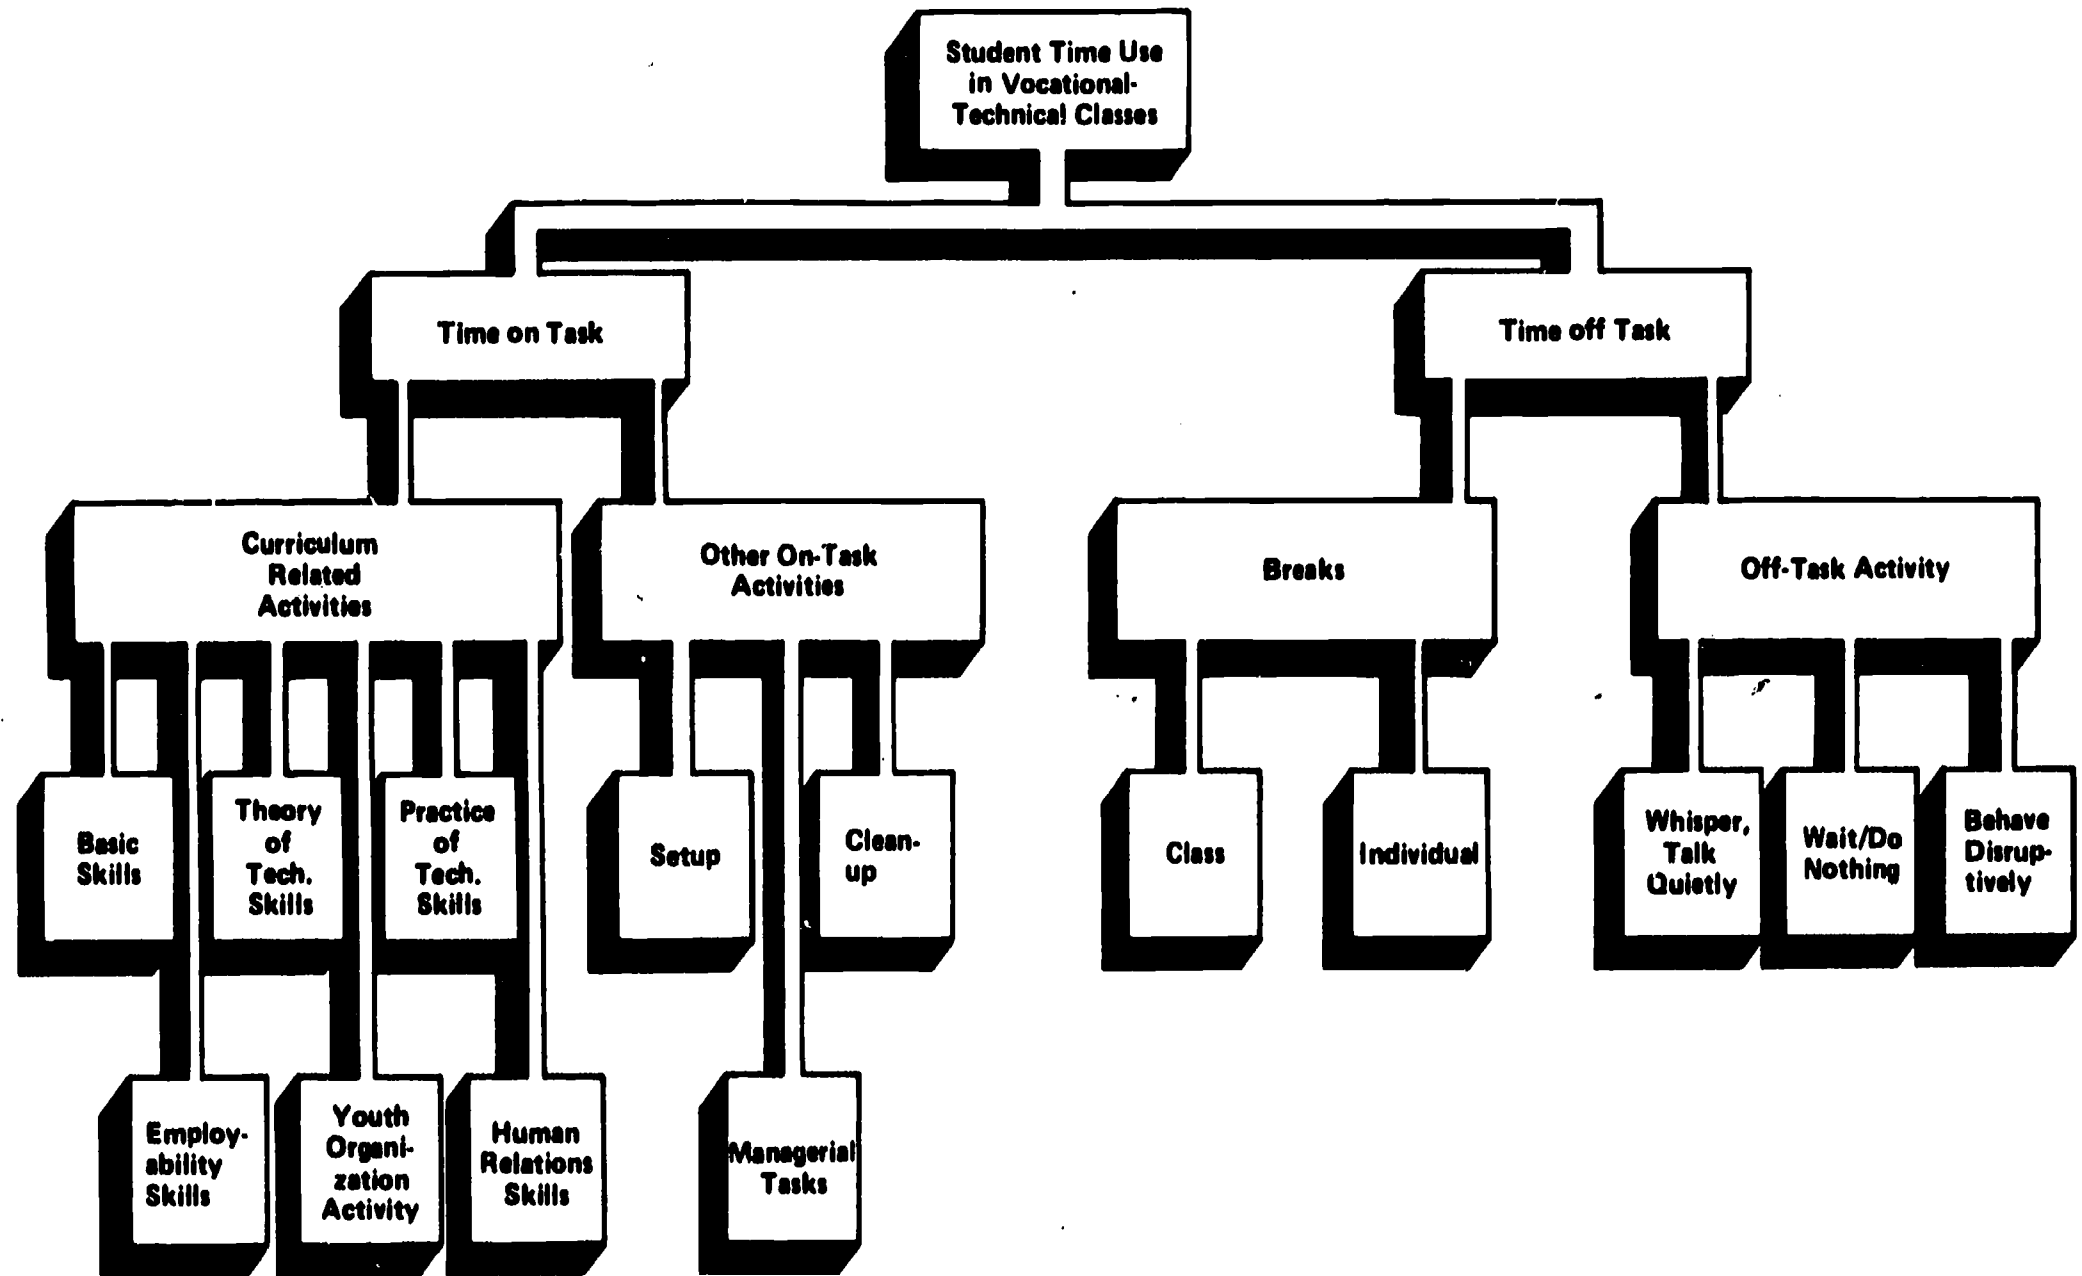 Student Time Use
in Vocational-
Technical Classes
Time on Task
Time off Task
Curriculum
Related
Activities
Other On-Task
Activities
Breaks
Off-Task Activity
Basic
Skills
Theory
of
Tech.
Skills
Practice
of
Tech.
Skills
Setup
Clean-
up
Class
Individual
Whisper,
Talk
Quietly
Wait/Do
Nothing
Behave
Disrup-
tively
Employ-
ability
Skills
Youth
Organi-
zation
Activity
Human
Relations
Skills
Managerial
Tasks